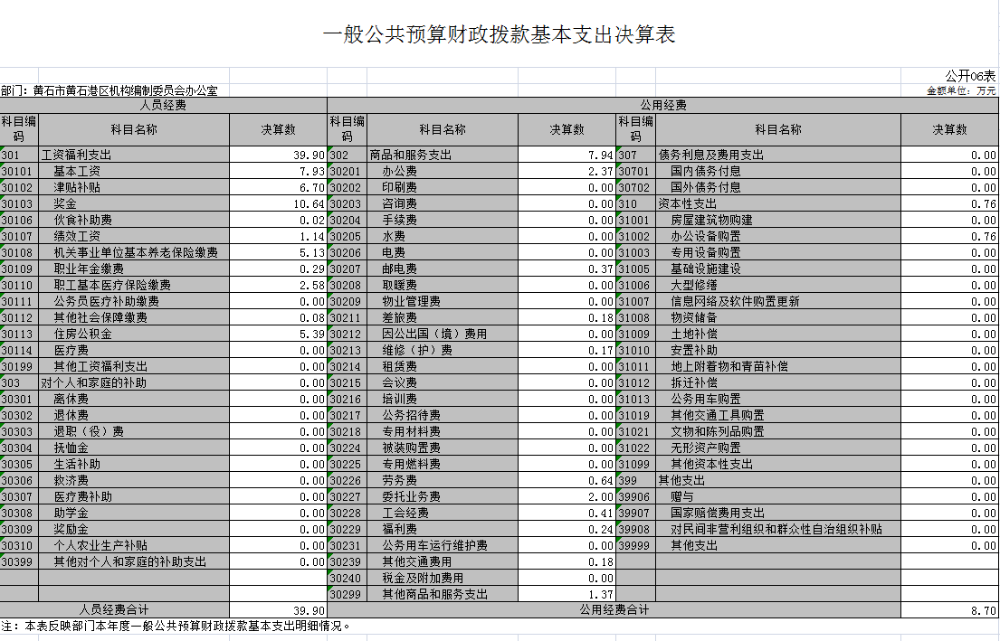 一般公共预算财政拨款基本支出决算表
公开06表
部门：黄石市黄石港区机构编制委员会办公室 金额单位：万元
人员经费 公用经费
科目编码 科目名称 决算数 科目编码 科目名称 决算数 科目编码 科目名称 决算数
301 工资福利支出 39.90 302 商品和服务支出 7.94 307 债务利息及费用支出 0.00
30101 基本工资 7.93 30201 办公费 2.37 30701 国内债务付息 0.00
30102 津贴补贴 6.70 30202 印刷费 0.00 30702 国外债务付息 0.00
30103 奖金 10.64 30203 咨询费 0.00 310 资本性支出 0.76
30106 伙食补助费 0.02 30204 手续费 0.00 31001 房屋建筑物购建 0.00
30107 绩效工资 1.14 30205 水费 0.00 31002 办公设备购置 0.76
30108 机关事业单位基本养老保险缴费 5.13 30206 电费 0.00 31003 专用设备购置 0.00
30109 职业年金缴费 0.29 30207 邮电费 0.37 31005 基础设施建设 0.00
30110 职工基本医疗保险缴费 2.58 30208 取暖费 0.00 31006 大型修缮 0.00
30111 公务员医疗补助缴费 0.00 30209 物业管理费 0.00 31007 信息网络及软件购置更新 0.00
30112 其他社会保障缴费 0.08 30211 差旅费 0.18 31008 物资储备 0.00
30113 住房公积金 5.39 30212 因公出国（境）费用 0.00 31009 土地补偿 0.00
30114 医疗费 0.00 30213 维修（护）费 0.17 31010 安置补助 0.00
30199 其他工资福利支出 0.00 30214 租赁费 0.00 31011 地上附着物和青苗补偿 0.00
303 对个人和家庭的补助 0.00 30215 会议费 0.00 31012 拆迁补偿 0.00
30301 离休费 0.00 30216 培训费 0.00 31013 公务用车购置 0.00
30302 退休费 0.00 30217 公务招待费 0.00 31019 其他交通工具购置 0.00
30303 退职（役）费 0.00 30218 专用材料费 0.00 31021 文物和陈列品购置 0.00
30304 抚恤金 0.00 30224 被装购置费 0.00 31022 无形资产购置 0.00
30305 生活补助 0.00 30225 专用燃料费 0.00 31099 其他资本性支出 0.00
30306 救济费 0.00 30226 劳务费 0.64 399 其他支出 0.00
30307 医疗费补助 0.00 30227 委托业务费 2.00 39906 赠与 0.00
30308 助学金 0.00 30228 工会经费 0.41 39907 国家赔偿费用支出 0.00
30309 奖励金 0.00 30229 福利费 0.24 39908 对民间非营利组织和群众性自治组织补贴 0.00
30310 个人农业生产补贴 0.00 30231 公务用车运行维护费 0.00 39999 其他支出 0.00
30399 其他对个人和家庭的补助支出 0.00 30239 其他交通费用 0.18
30240 税金及附加费用 0.00
30299 其他商品和服务支出 1.37
人员经费合计 39.90 公用经费合计 8.70
注：本表反映部门本年度一般公共预算财政拨款基本支出明细情况。